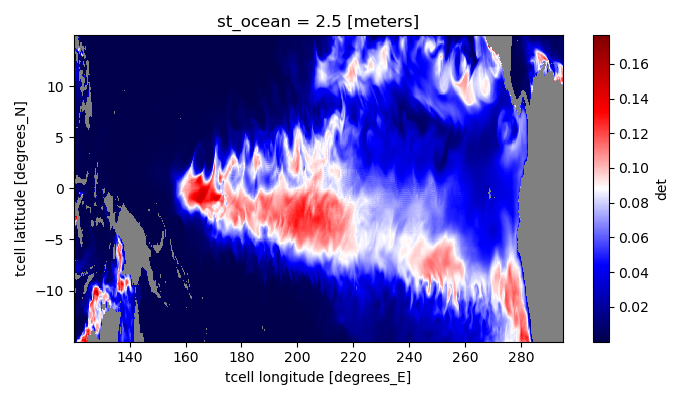 st_ocean = 2.5 [meters]
10
5
0
−5
−10
tcell latitude [degrees_N]
140 160 180 200 220 240 260 280
tcell longitude [degrees_E]
0.16
0.14
0.12
0.10
0.08
0.06
0.04
0.02
det